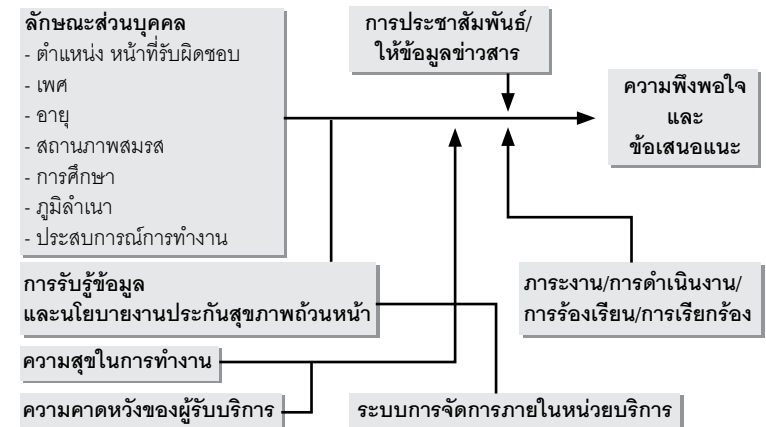 ลักษณะส่วนบุคคล
- ตำแหน่ง หน้าที่รับผิดชอบ
- เพศ
- อายุ
- สถานภาพสมรส
- การศึกษา
- ภูมิลำเนา
- ประสบการณ์การทำงาน
การประชาสัมพันธ์/
ให้ข้อมูลข่าวสาร
ความพึงพอใจ
และ
ข้อเสนอแนะ
การรับรู้ข้อมูล
และนโยบายงานประกันสุขภาพถ้วนหน้า
ภาระงาน/การดำเนินงาน/
การร้องเรียน/การเรียกร้อง
ความสุขในการทำงาน
ความคาดหวังของผู้รับบริการ
ระบบการจัดการภายในหน่วยบริการ